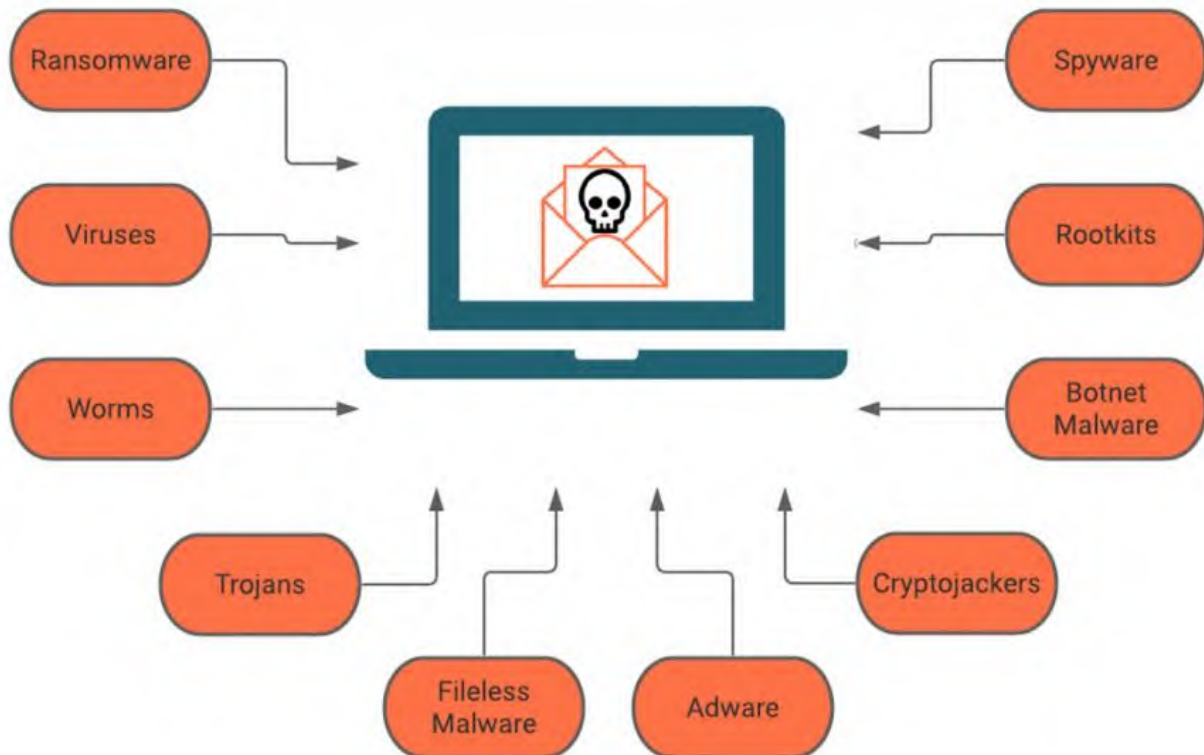 Ransomware
Spyware
Viruses
Rootkits
Worms
Botnet
Malware
Trojans
Cryptojackers
Fileless
Malware
Adware